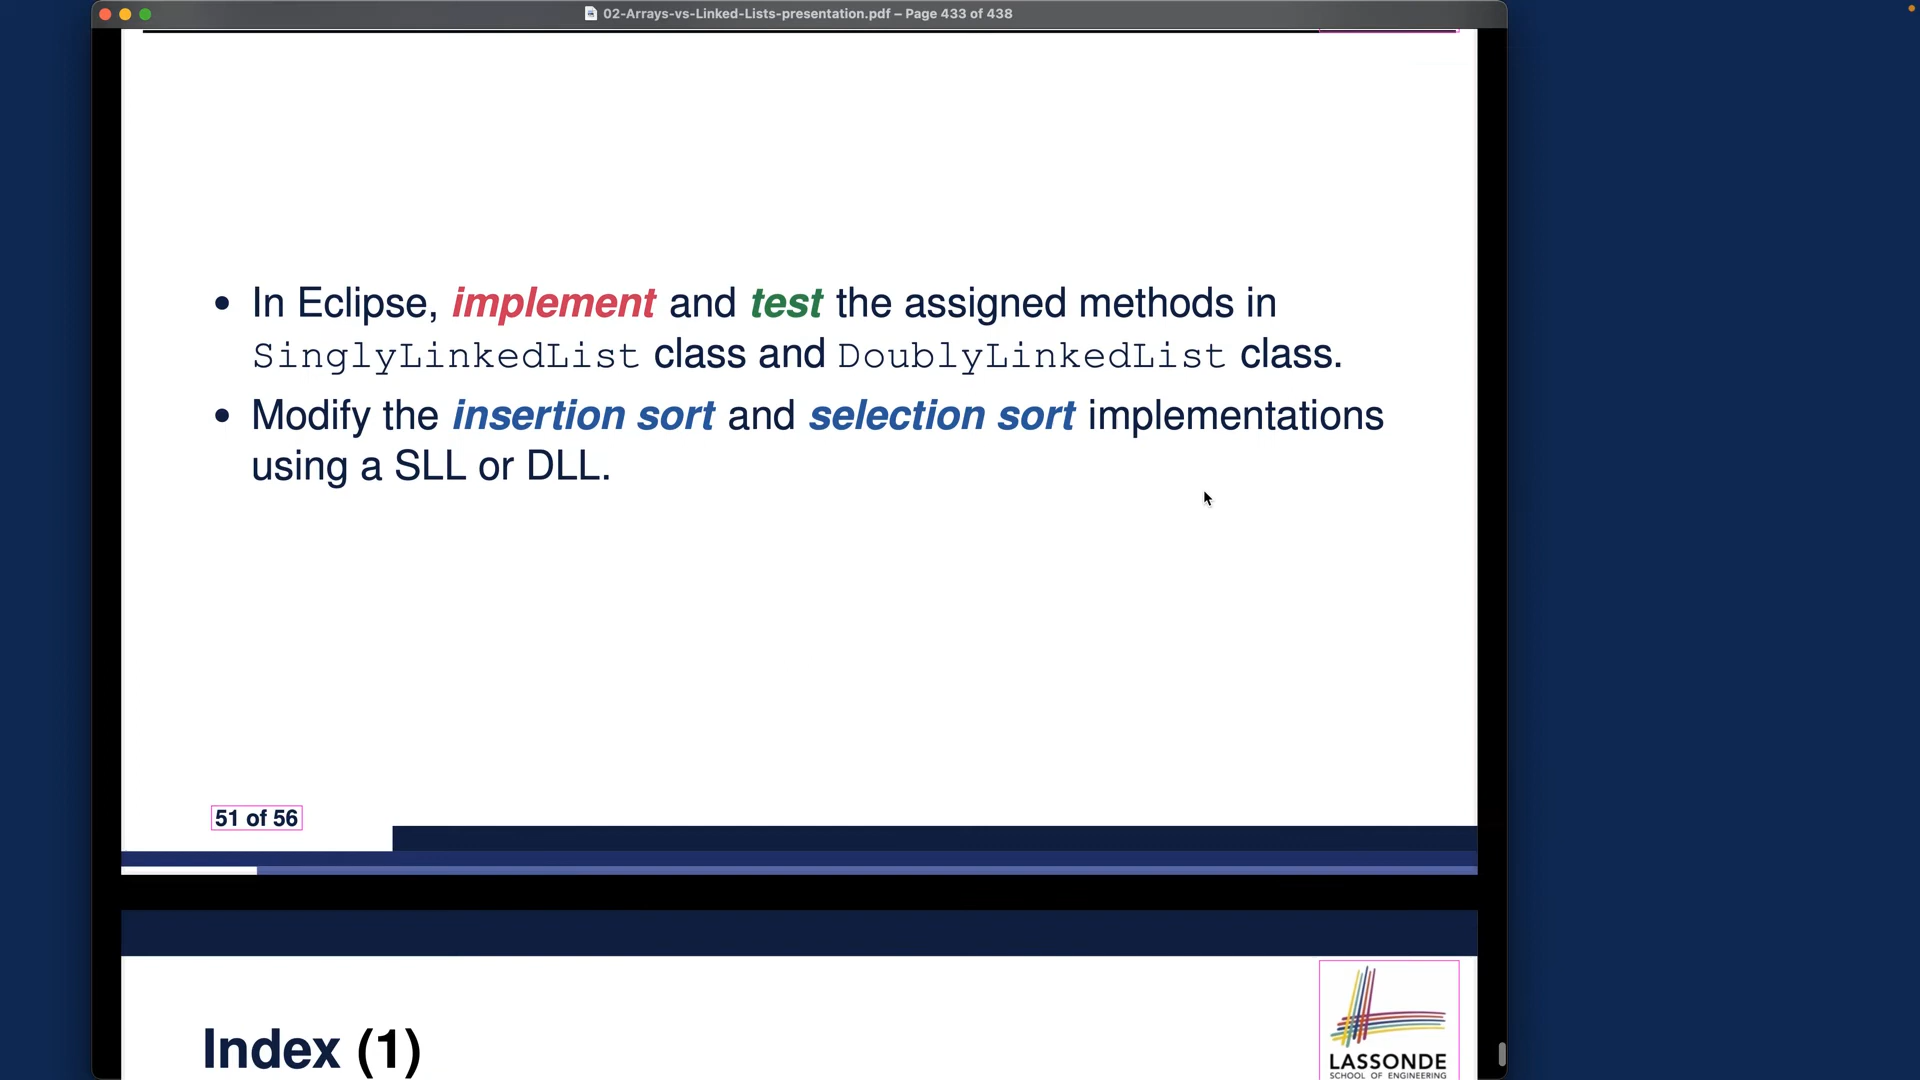 02-Arrays-vs-Linked-Lists-presentation.pdf – Page 433 of 438
• In Eclipse, implement and test the assigned methods in
SinglyLinkedList class and DoublyLinkedList class.
• Modify the insertion sort and selection sort implementations
using a SLL or DLL.
51 of 56
Index (1)
LASSONDE
SCHOOL OF ENGINEERING